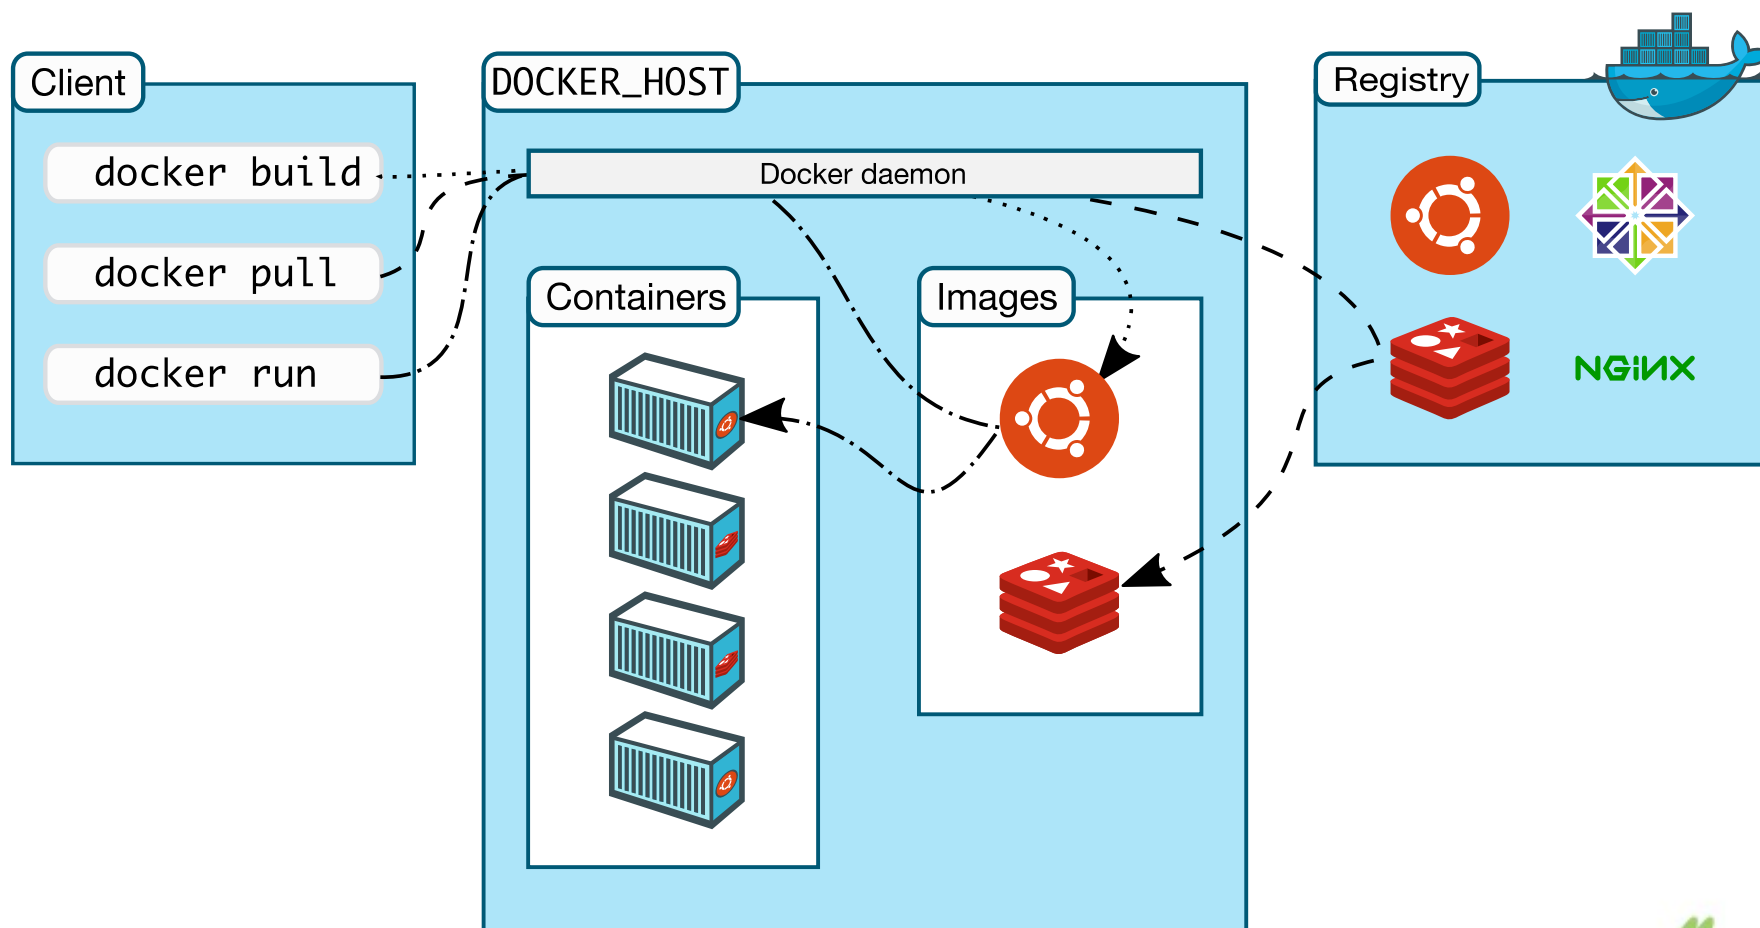 Client
docker build
docker pull
docker run
DOCKER_HOST
Docker daemon
Containers
Images
Registry
NGiNX